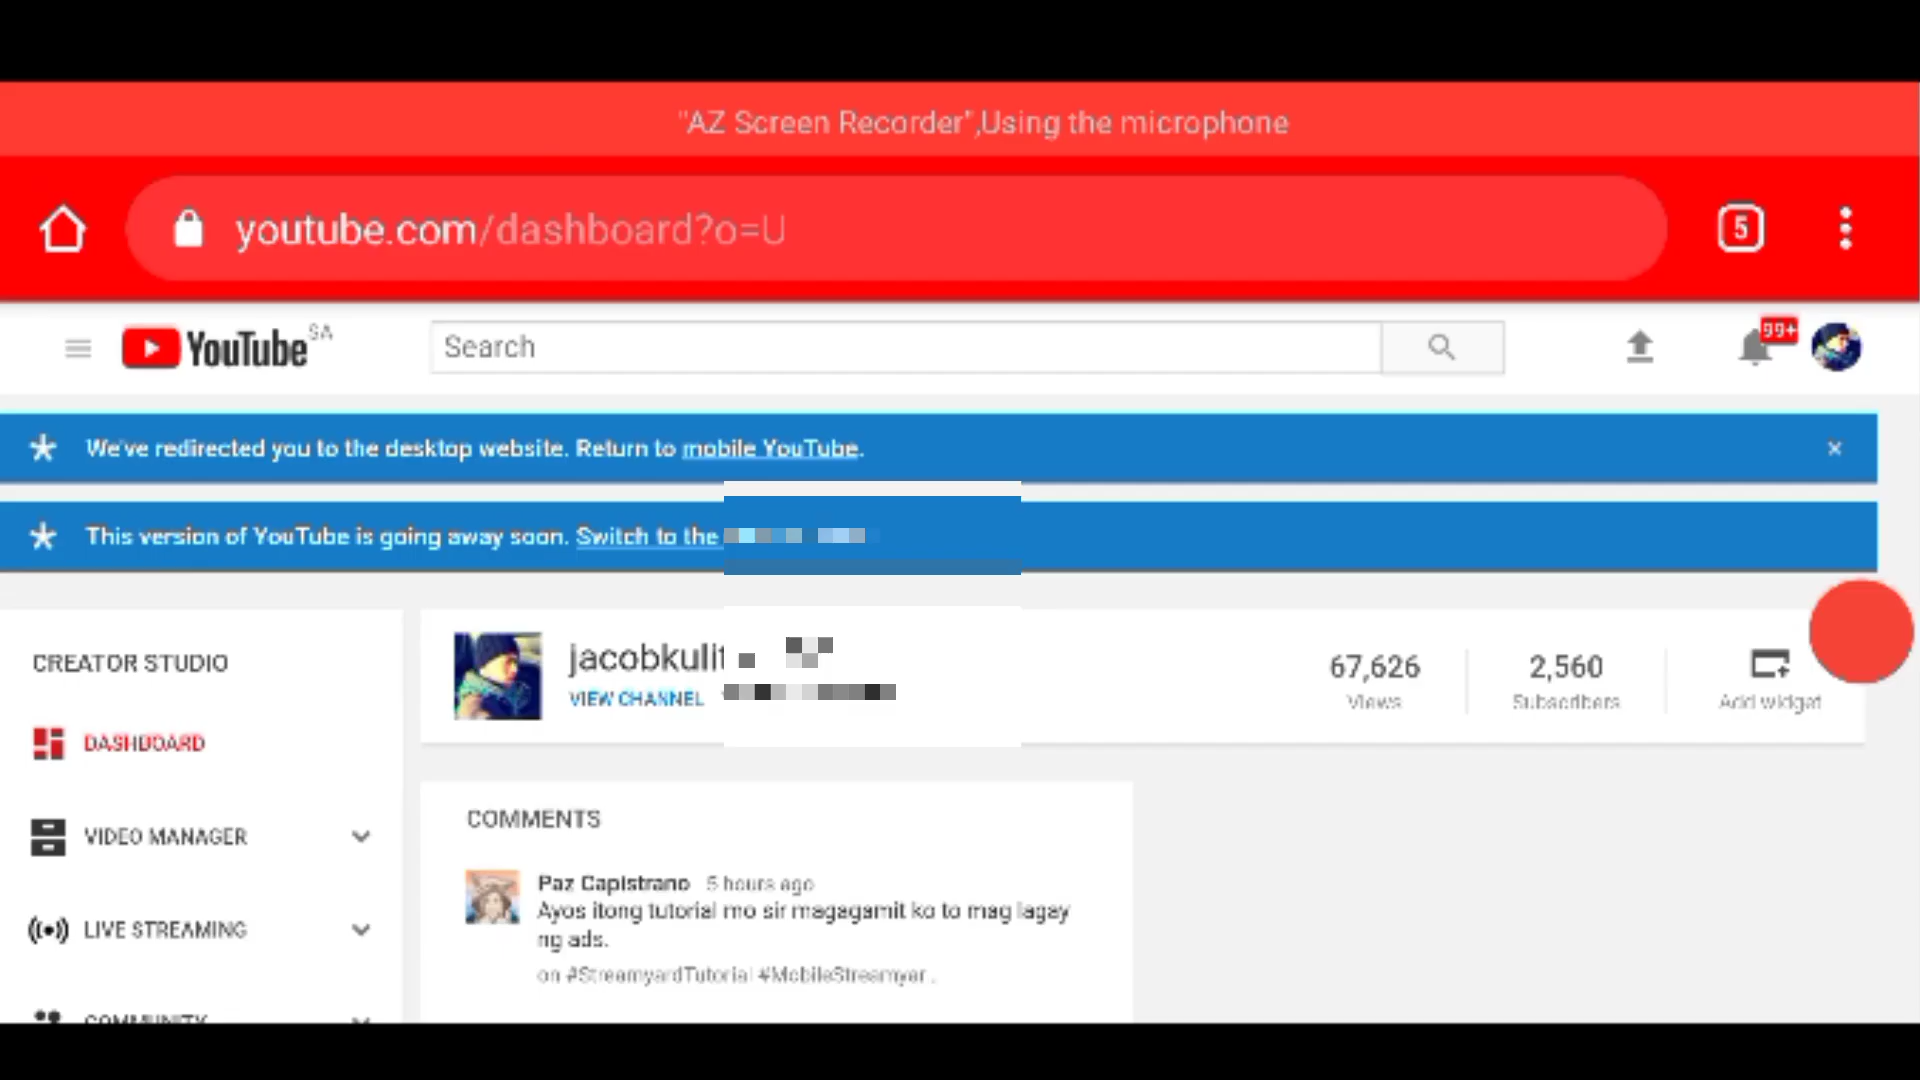 "AZ Screen Recorder",Using the microphone
youtube.com/dashboard?o=U
5
YouTube SA
Search
99+
We've redirected you to the desktop website. Return to mobile YouTube.
This version of YouTube is going away soon. Switch to the
CREATOR STUDIO
jacobkulit
VIEW CHANNEL
67,626
Views
2,560
Subscribers
Add widget
DASHBOARD
VIDEO MANAGER
LIVE STREAMING
COMMUNITY
COMMENTS
Paz Capistrano 5 hours ago
Ayos itong tutorial mo sir magagamit ko to mag lagay
ng ads.
on #StreamyardTutorial #MobileStreamyar..